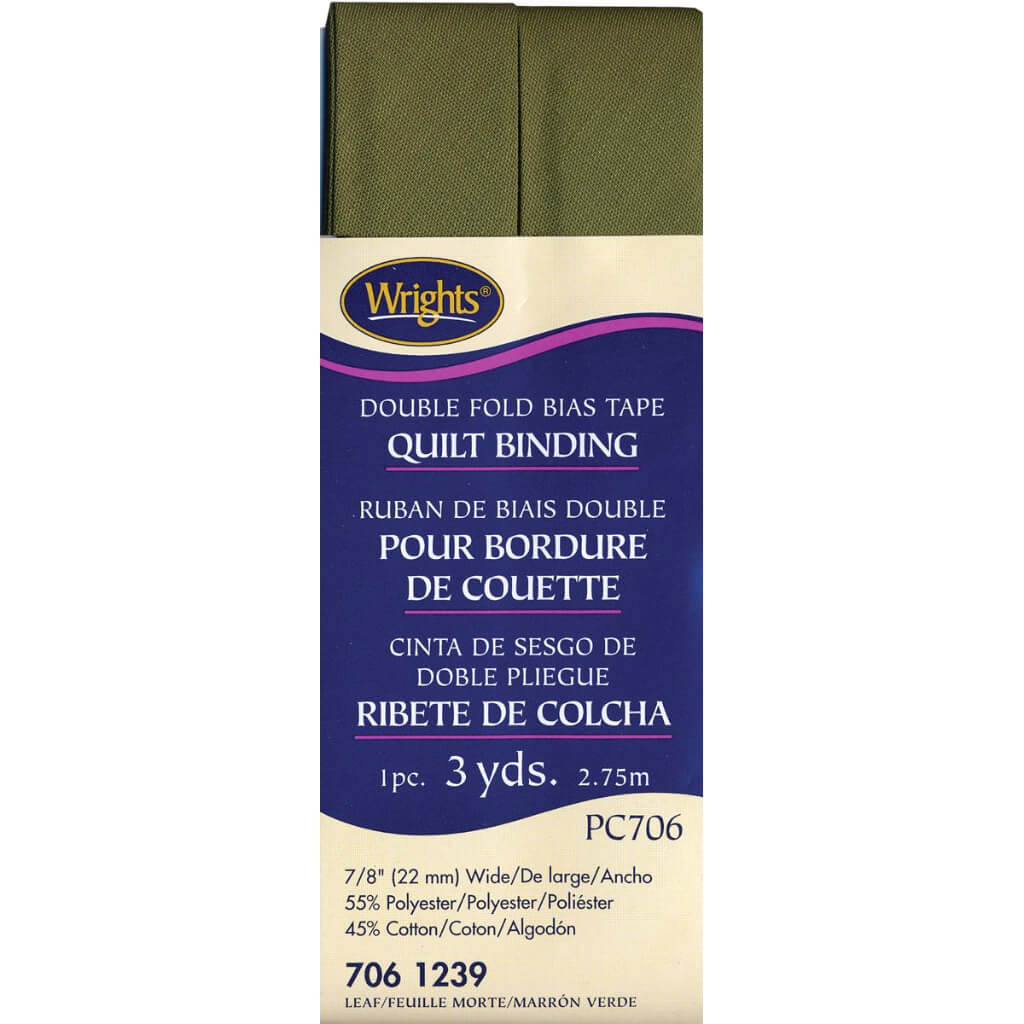 Wrights®
DOUBLE FOLD BIAS TAPE
QUILT BINDING
RUBAN DE BIAIS DOUBLE
POUR BORDURE
DE COUETTE
CINTA DE SESGO DE
DOBLE PLIEGUE
RIBETE DE COLCHA
1pc. 3 yds. 2.75m
PC706
7/8" (22 mm) Wide/De large/Ancho
55% Polyester/Polyester/Poliéster
45% Cotton/Coton/Algodón
706 1239
LEAF/FEUILLE MORTE/MARRÓN VERDE